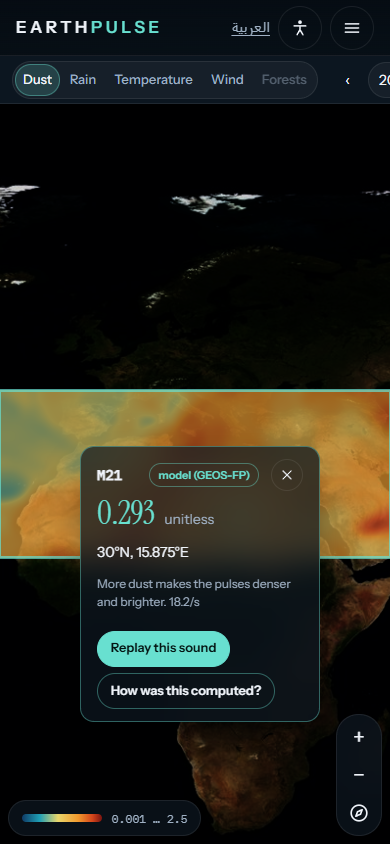 EARTHPULSE
العربية
Dust Rain Temperature Wind Forests ‹ 20
M21 model (GEOS-FP)
0.293 unitless
30°N, 15.875°E
More dust makes the pulses denser
and brighter. 18.2/s
Replay this sound
How was this computed?
+
−
0.001 … 2.5